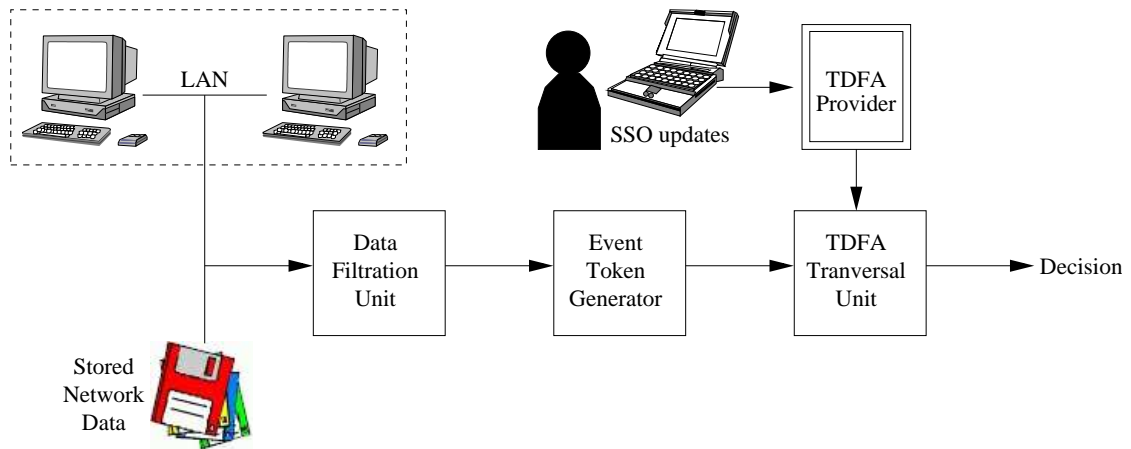 LAN
SSO updates
TDFA
Provider
Data
Filtration
Unit
Event
Token
Generator
TDFA
Tranversal
Unit
Decision
Stored
Network
Data